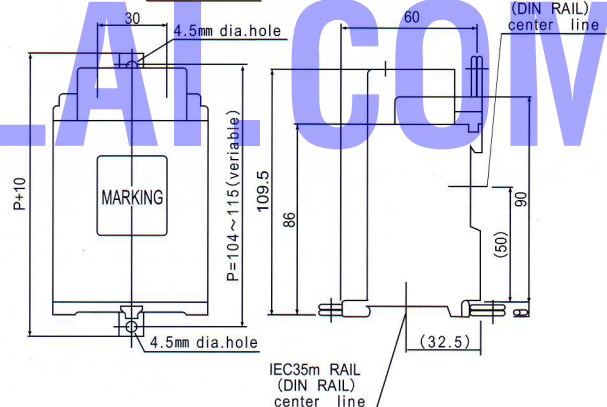 30
4.5mm dia.hole
60
(DIN RAIL)
center line
LAI.COM
P+10
MARKING
P=104～115(veriable)
109.5
86
(50)
90
4.5mm dia.hole
(32.5)
IEC35m RAIL
(DIN RAIL)
center line